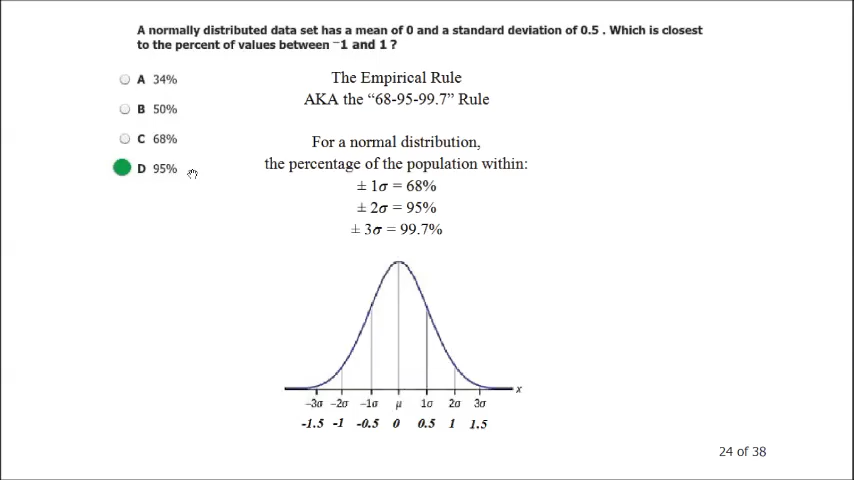 A normally distributed data set has a mean of 0 and a standard deviation of 0.5 . Which is closest
to the percent of values between ⁻1 and 1 ?
A 34%
B 50%
C 68%
D 95%
The Empirical Rule
AKA the “68-95-99.7” Rule
For a normal distribution,
the percentage of the population within:
± 1σ = 68%
± 2σ = 95%
± 3σ = 99.7%
x
−3σ −2σ −1σ μ 1σ 2σ 3σ
-1.5 -1 -0.5 0 0.5 1 1.5
24 of 38